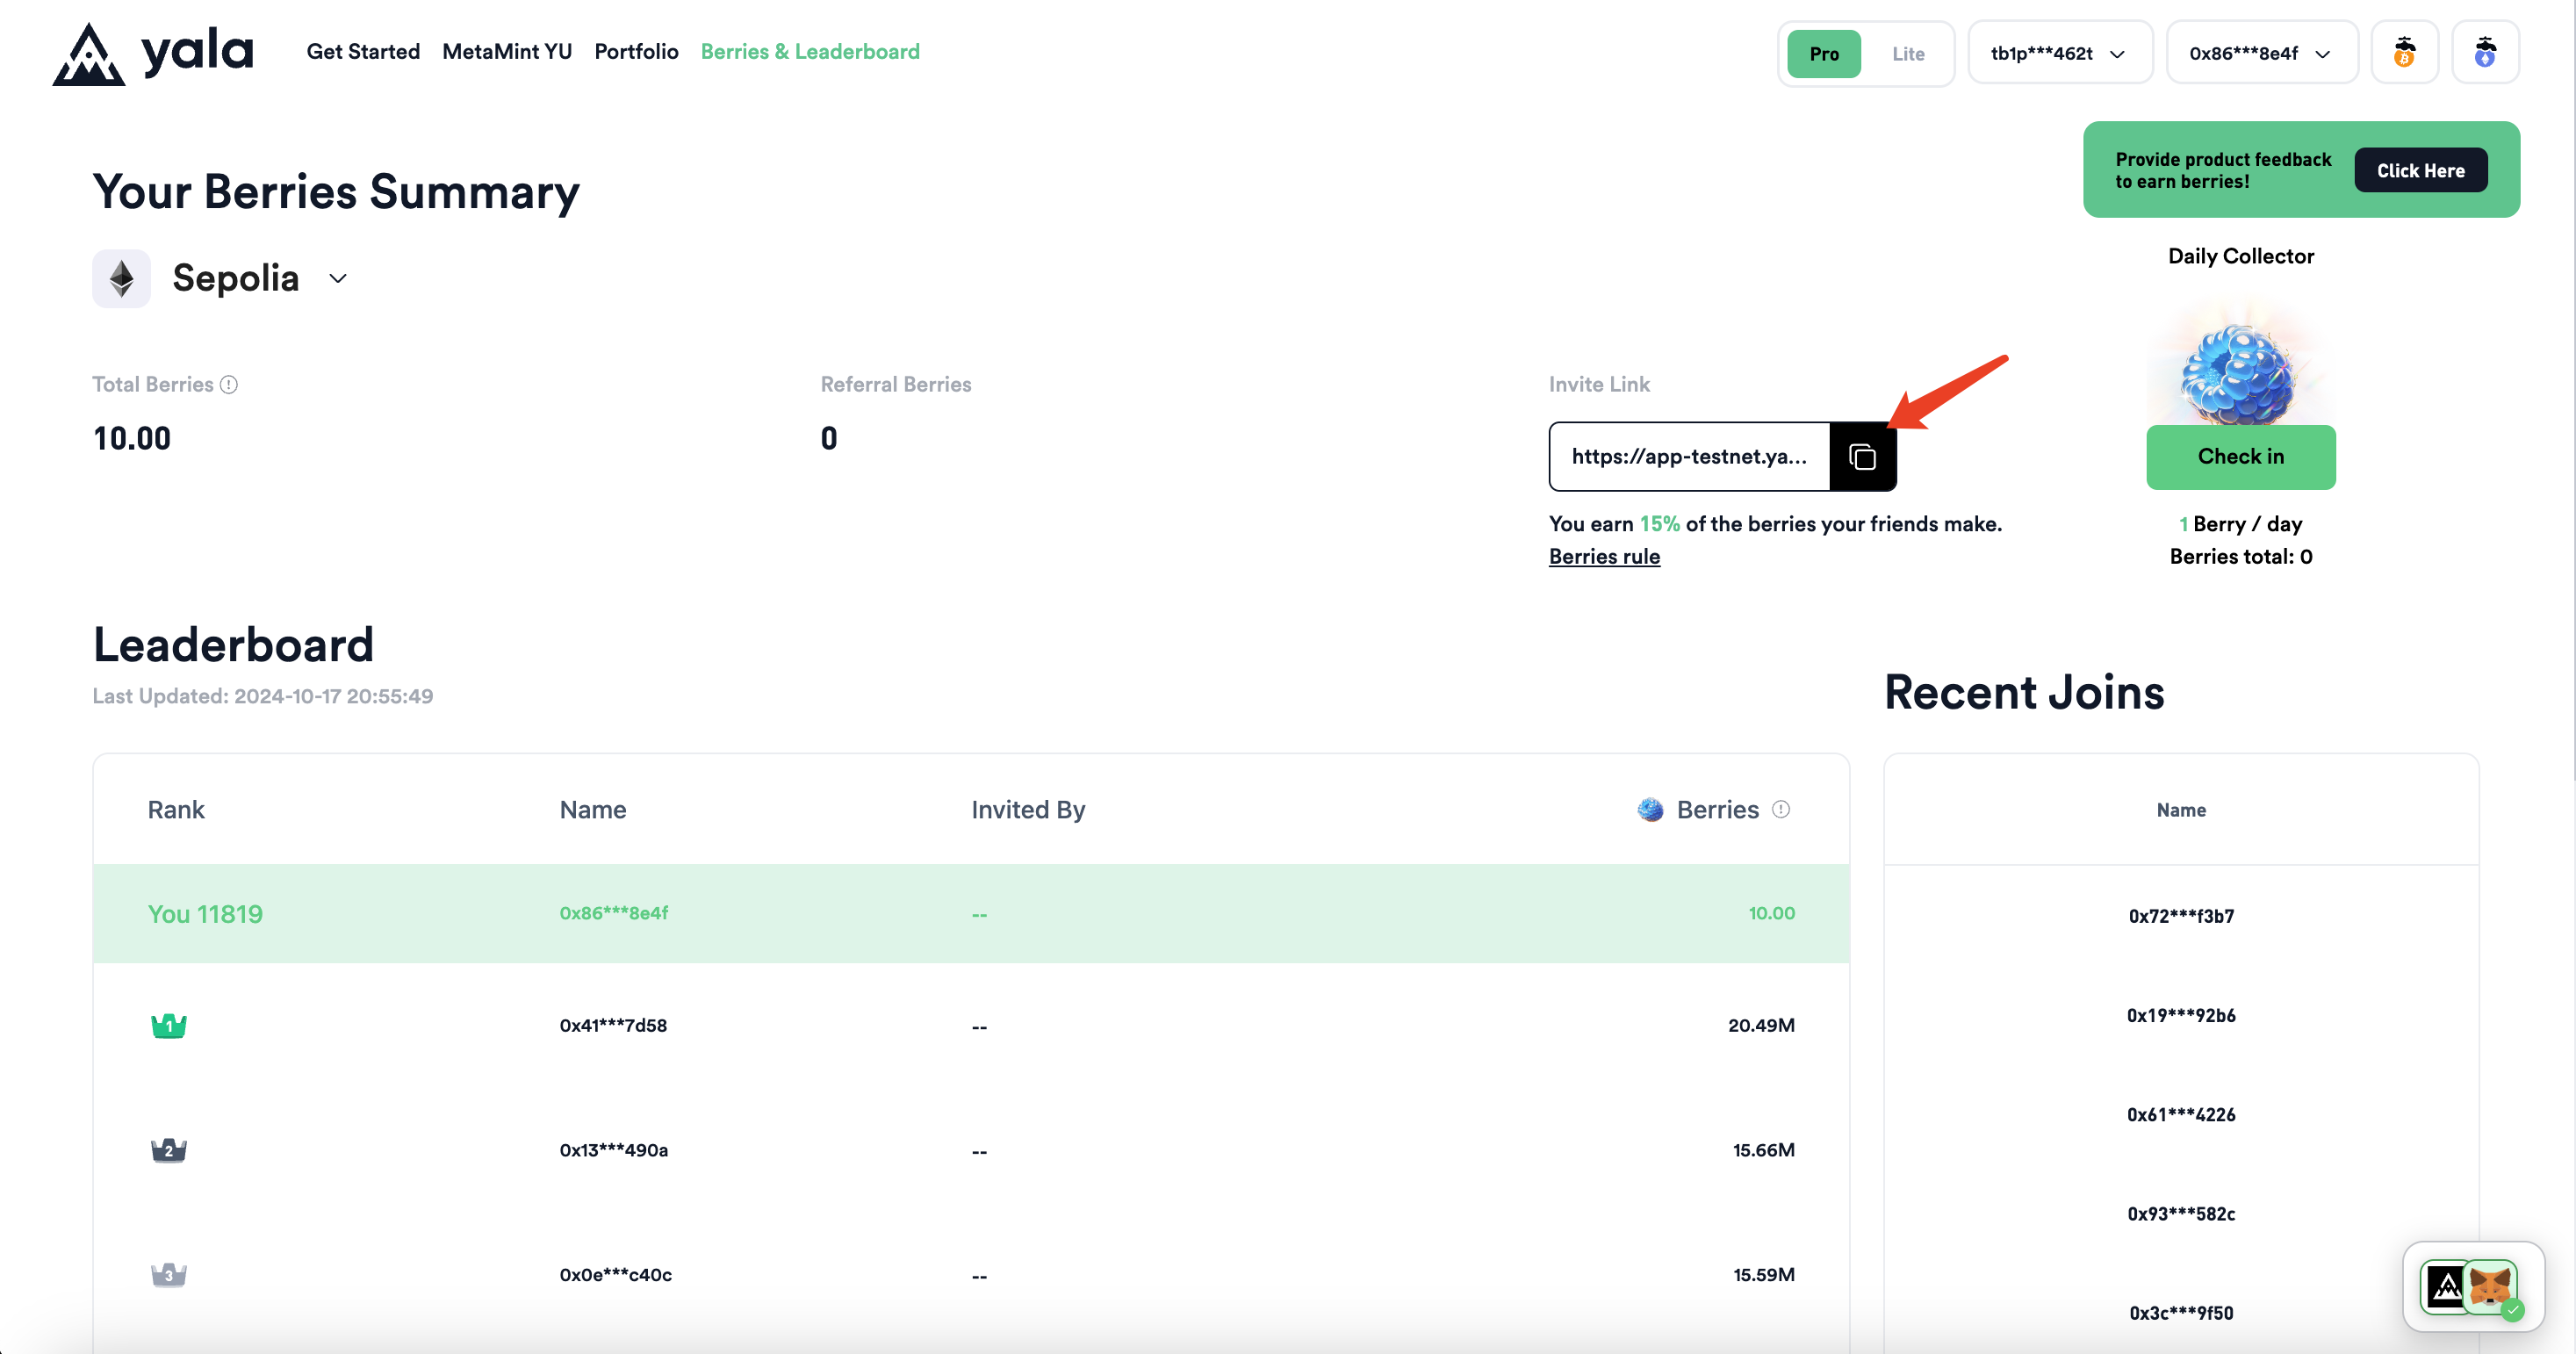 yala
Get Started MetaMint YU Portfolio Berries & Leaderboard
Pro Lite tb1p***462t 0x86***8e4f
Provide product feedback
to earn berries!
Click Here
Your Berries Summary
Sepolia
Daily Collector
Total Berries
10.00
Referral Berries
0
Invite Link
https://app-testnet.ya...
You earn 15% of the berries your friends make.
Berries rule
Check in
1 Berry / day
Berries total: 0
Leaderboard
Last Updated: 2024-10-17 20:55:49
Recent Joins
Rank Name Invited By Berries
You 11819 0x86***8e4f -- 10.00
1 0x41***7d58 -- 20.49M
2 0x13***490a -- 15.66M
3 0x0e***c40c -- 15.59M
Name
0x72***f3b7
0x19***92b6
0x61***4226
0x93***582c
0x3c***9f50